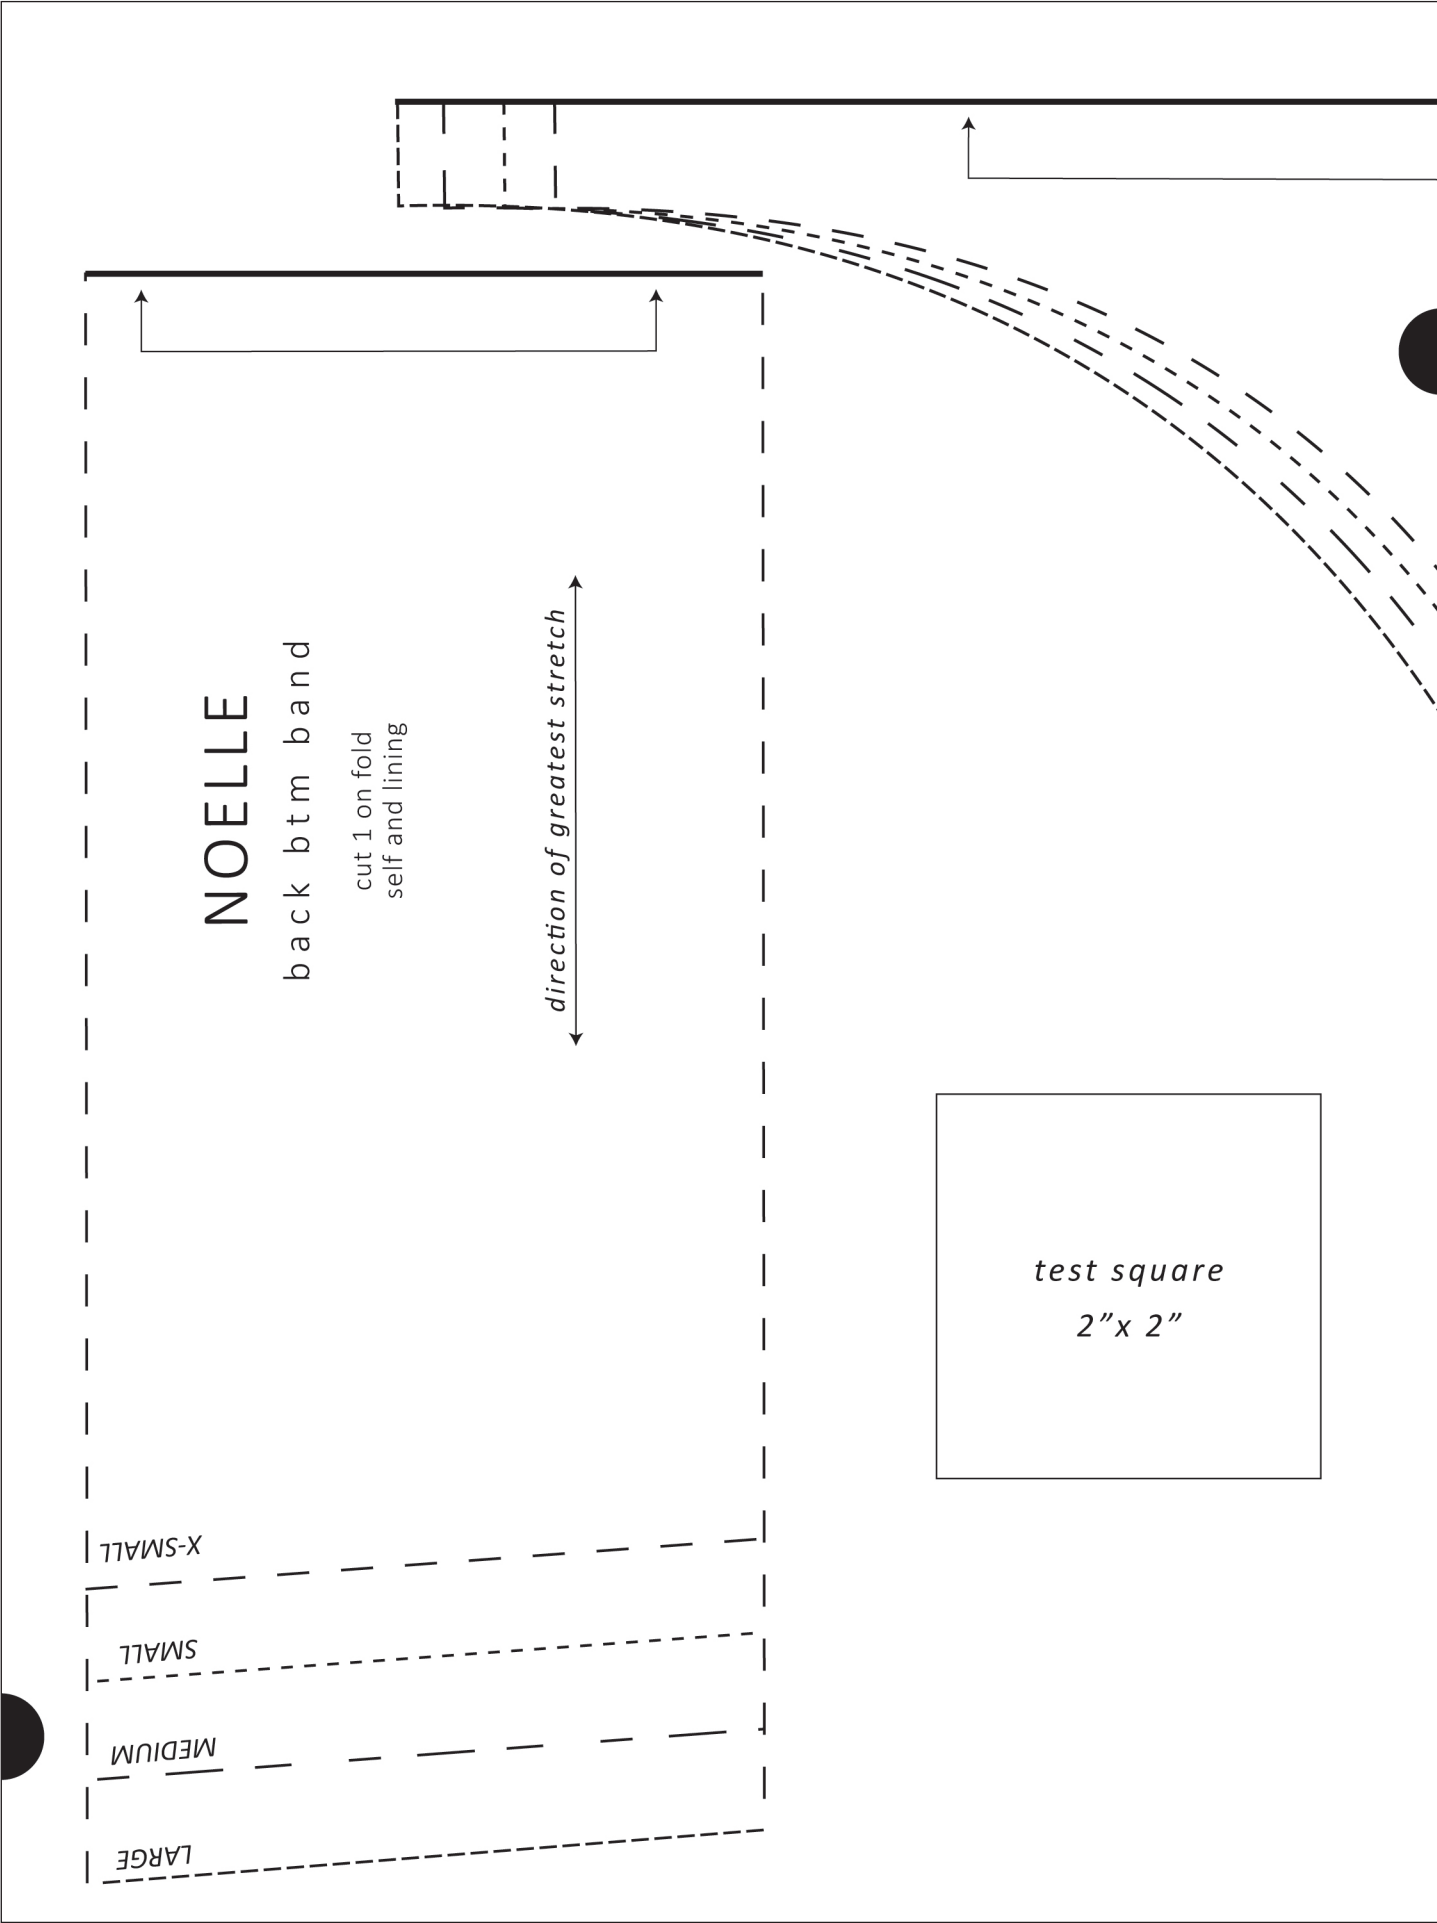 NOELLE
back btm band
cut 1 on fold
self and lining
direction of greatest stretch
test square
2”x 2”
X-SMALL
SMALL
MEDIUM
LARGE